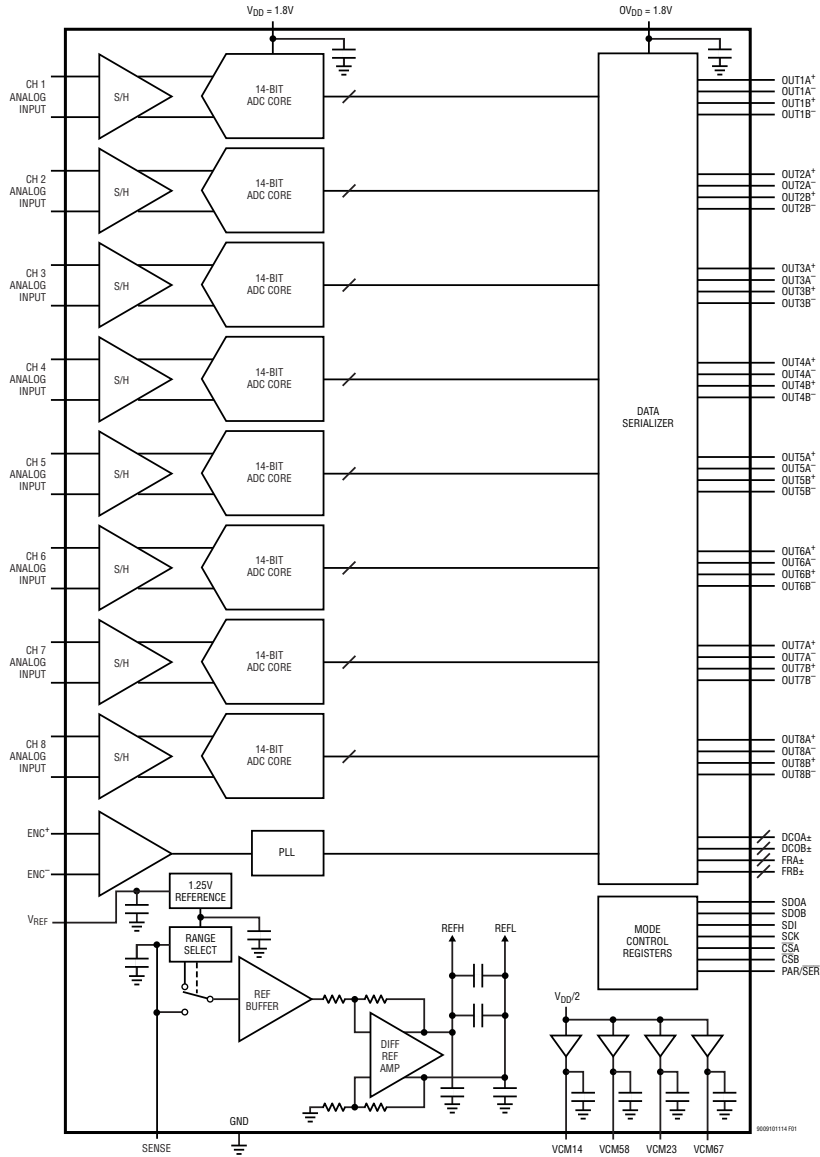 VDD = 1.8V
OVDD = 1.8V
CH 1
ANALOG
INPUT
S/H
14-BIT
ADC CORE
OUT1A+
OUT1A−
OUT1B+
OUT1B−
CH 2
ANALOG
INPUT
S/H
14-BIT
ADC CORE
OUT2A+
OUT2A−
OUT2B+
OUT2B−
CH 3
ANALOG
INPUT
S/H
14-BIT
ADC CORE
OUT3A+
OUT3A−
OUT3B+
OUT3B−
CH 4
ANALOG
INPUT
S/H
14-BIT
ADC CORE
OUT4A+
OUT4A−
OUT4B+
OUT4B−
DATA
SERIALIZER
CH 5
ANALOG
INPUT
S/H
14-BIT
ADC CORE
OUT5A+
OUT5A−
OUT5B+
OUT5B−
CH 6
ANALOG
INPUT
S/H
14-BIT
ADC CORE
OUT6A+
OUT6A−
OUT6B+
OUT6B−
CH 7
ANALOG
INPUT
S/H
14-BIT
ADC CORE
OUT7A+
OUT7A−
OUT7B+
OUT7B−
CH 8
ANALOG
INPUT
S/H
14-BIT
ADC CORE
OUT8A+
OUT8A−
OUT8B+
OUT8B−
ENC+
ENC−
PLL
DCOA±
DCOB±
FRA±
FRB±
1.25V
REFERENCE
VREF
RANGE
SELECT
REF
BUFFER
REFH
REFL
DIFF
REF
AMP
MODE
CONTROL
REGISTERS
SDOA
SDOB
SDI
SCK
CSA
CSB
PAR/SER
VDD/2
GND
SENSE
VCM14
VCM58
VCM23
VCM67
9009101114 F01